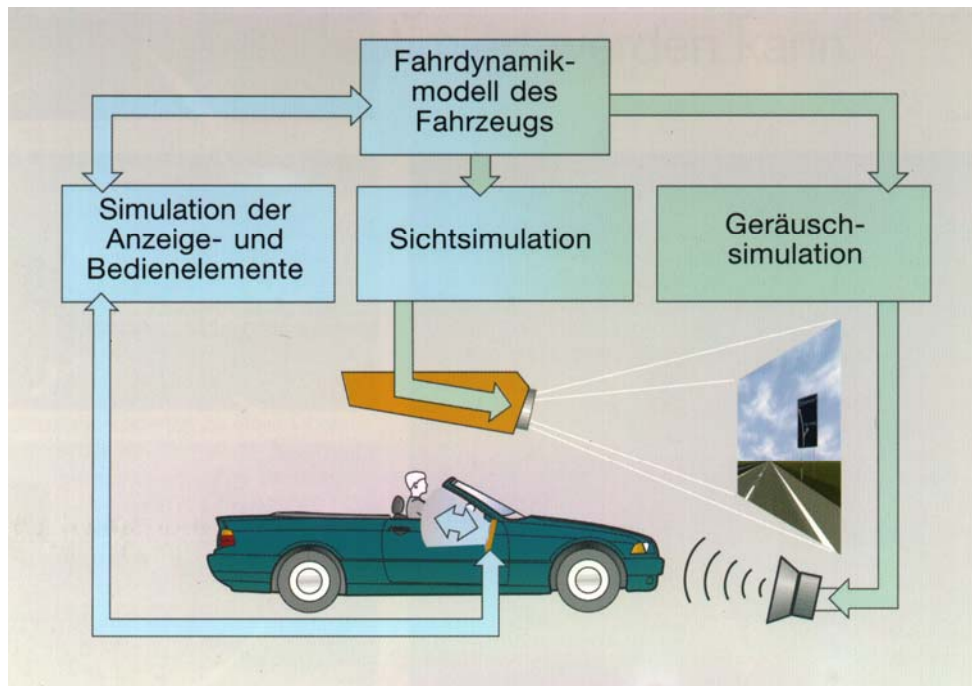 Fahrdynamik-
modell des
Fahrzeugs
Simulation der
Anzeige- und
Bedienelemente
Sichtsimulation
Geräusch-
simulation